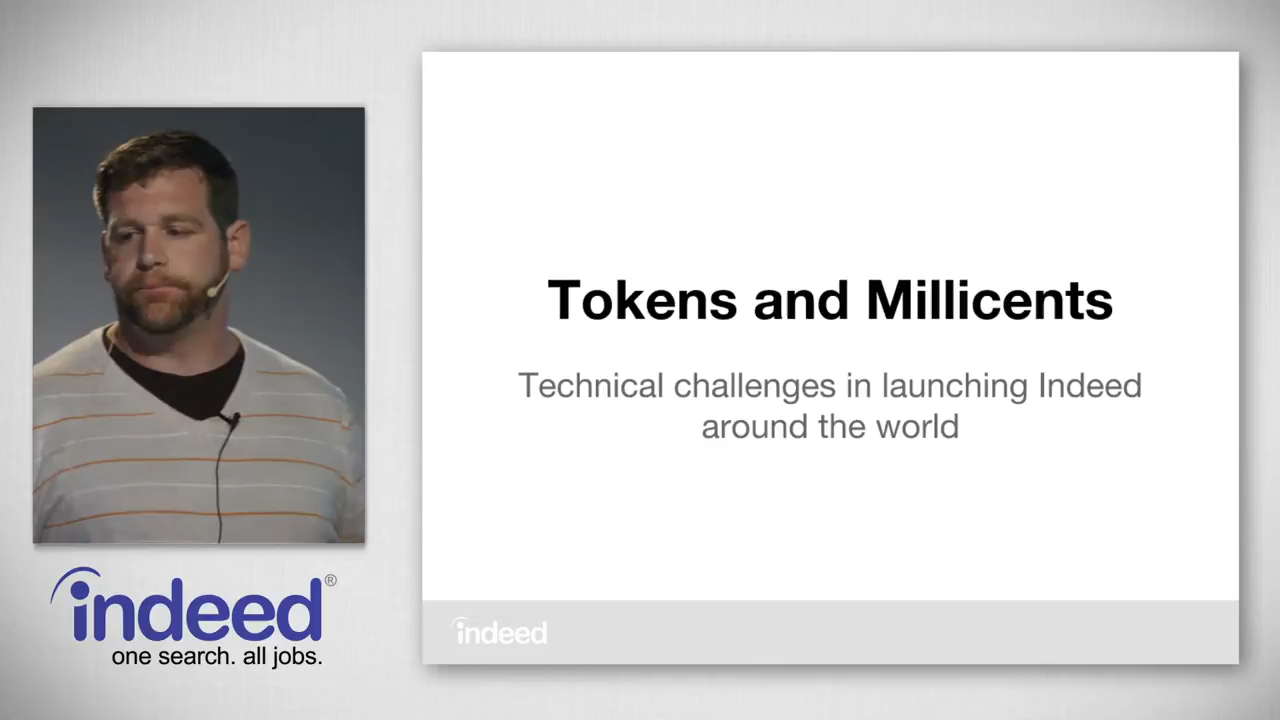 Tokens and Millicents
Technical challenges in launching Indeed
around the world
indeed
indeed®
one search. all jobs.